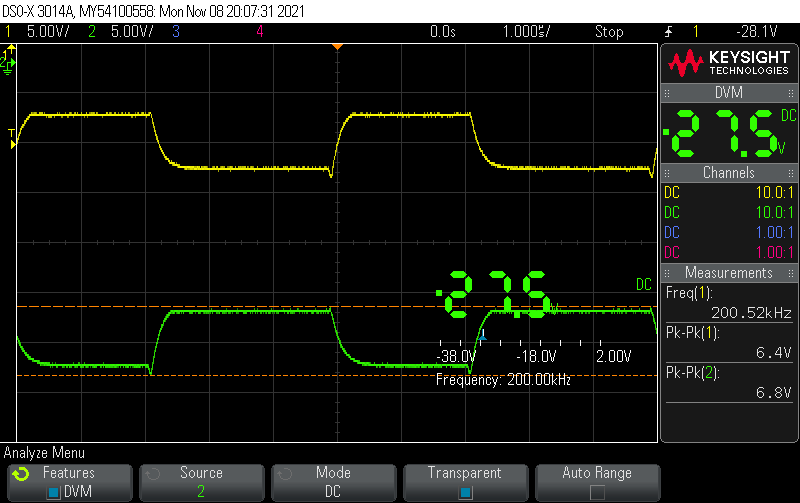 DSO-X 3014A, MY54100558: Mon Nov 08 20:07:31 2021
1 5.00V/ 2 5.00V/ 3 4 0.0s 1.000s/ Stop 1 -28.1V
KEYSIGHT
TECHNOLOGIES
DVM
DC
-27.5V
Channels
DC 10.0:1
DC 10.0:1
DC 1.00:1
DC 1.00:1
Measurements
Freq(1):
200.52kHz
Pk-Pk(1):
6.4V
Pk-Pk(2):
6.8V
2
T
DC
-27.5V
-38.0V -18.0V 2.00V
Frequency: 200.00kHz
Analyze Menu
Features
DVM
Source
2
Mode
DC
Transparent
Auto Range